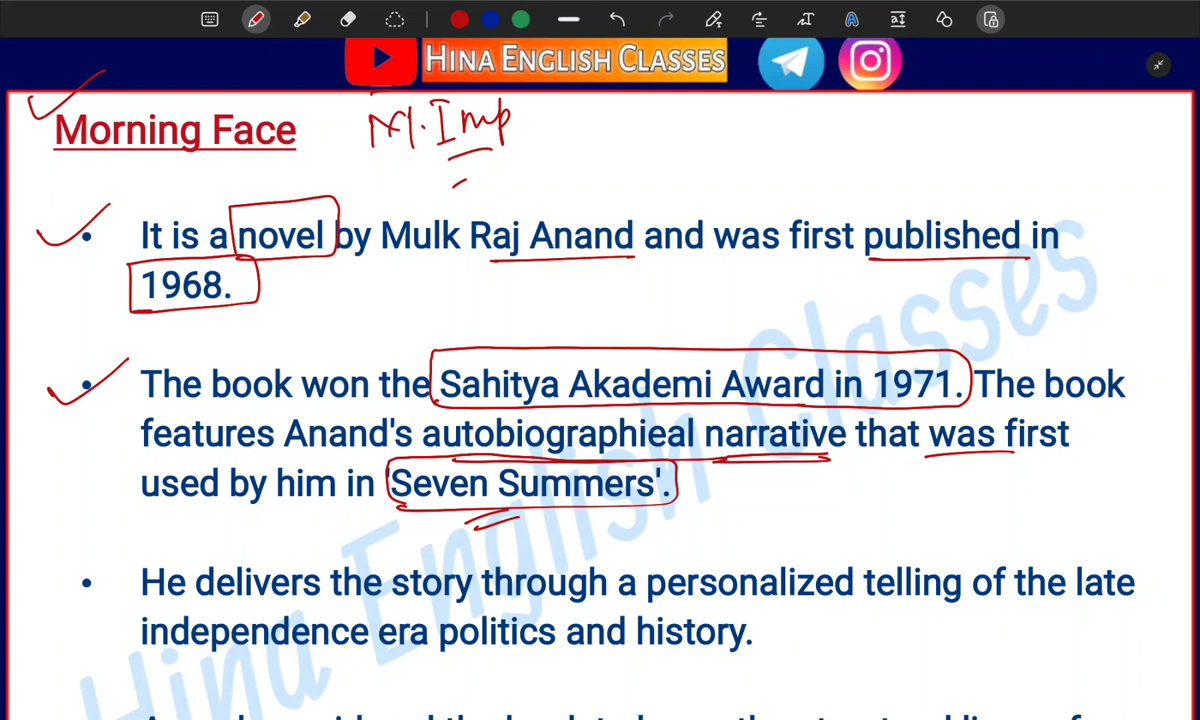 HINA ENGLISH CLASSES
Morning Face
M. Imp
• It is a novel by Mulk Raj Anand and was first published in
1968.
• The book won the Sahitya Akademi Award in 1971. The book
features Anand's autobiographieal narrative that was first
used by him in 'Seven Summers'.
• He delivers the story through a personalized telling of the late
independence era politics and history.
Hina English Classes